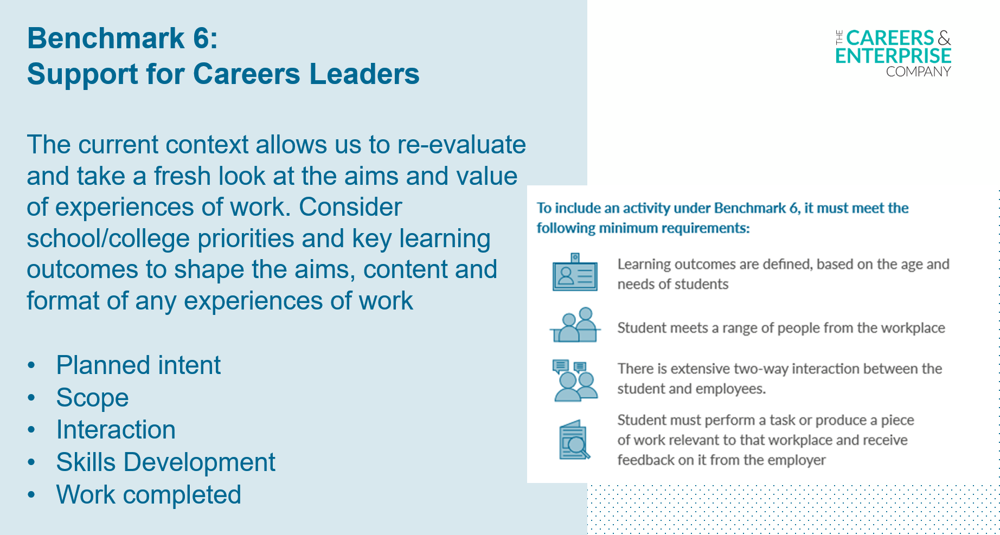 Benchmark 6:
Support for Careers Leaders
The current context allows us to re-evaluate
and take a fresh look at the aims and value
of experiences of work. Consider
school/college priorities and key learning
outcomes to shape the aims, content and
format of any experiences of work
• Planned intent
• Scope
• Interaction
• Skills Development
• Work completed
THE CAREERS &
ENTERPRISE
COMPANY
To include an activity under Benchmark 6, it must meet the
following minimum requirements:
Learning outcomes are defined, based on the age and
needs of students
Student meets a range of people from the workplace
There is extensive two-way interaction between the
student and employees.
Student must perform a task or produce a piece
of work relevant to that workplace and receive
feedback on it from the employer